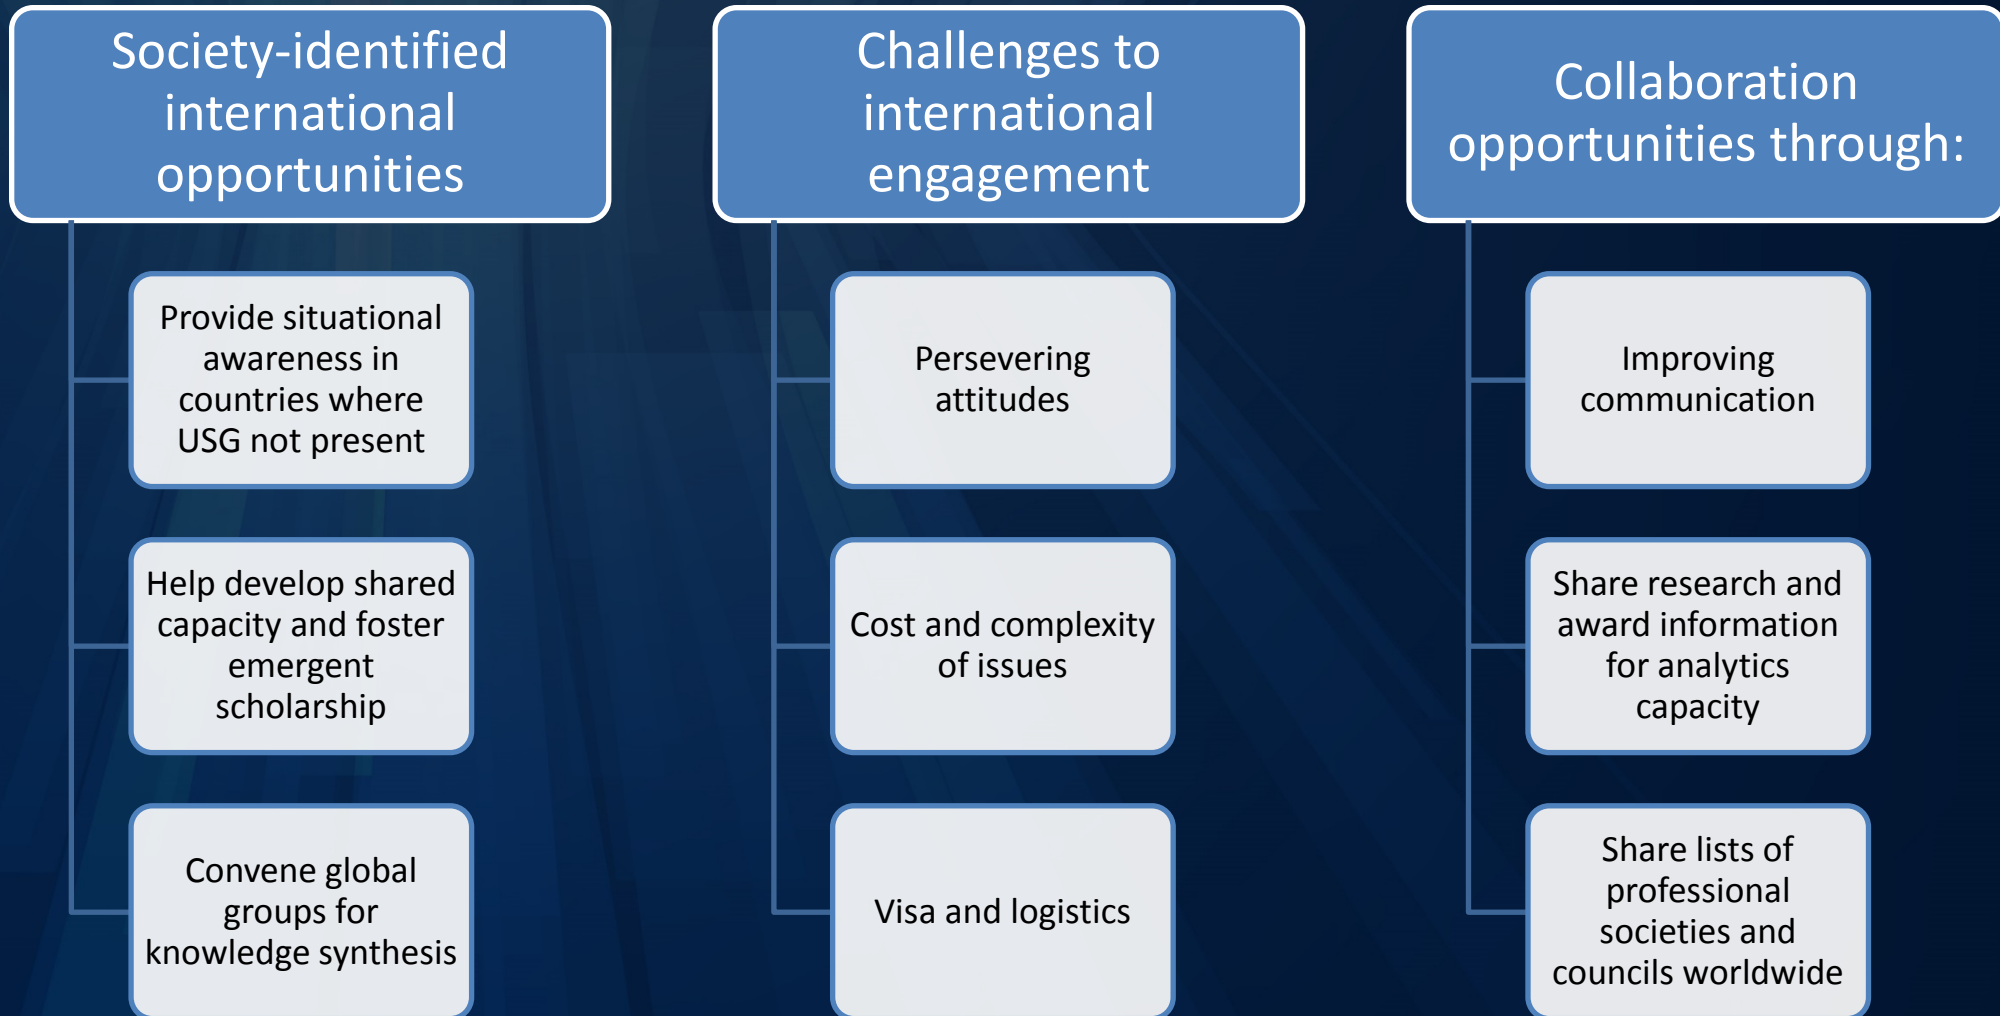 Society-identified
international
opportunities
Provide situational
awareness in
countries where
USG not present
Help develop shared
capacity and foster
emergent
scholarship
Convene global
groups for
knowledge synthesis
Challenges to
international
engagement
Persevering
attitudes
Cost and complexity
of issues
Visa and logistics
Collaboration
opportunities through:
Improving
communication
Share research and
award information
for analytics
capacity
Share lists of
professional
societies and
councils worldwide